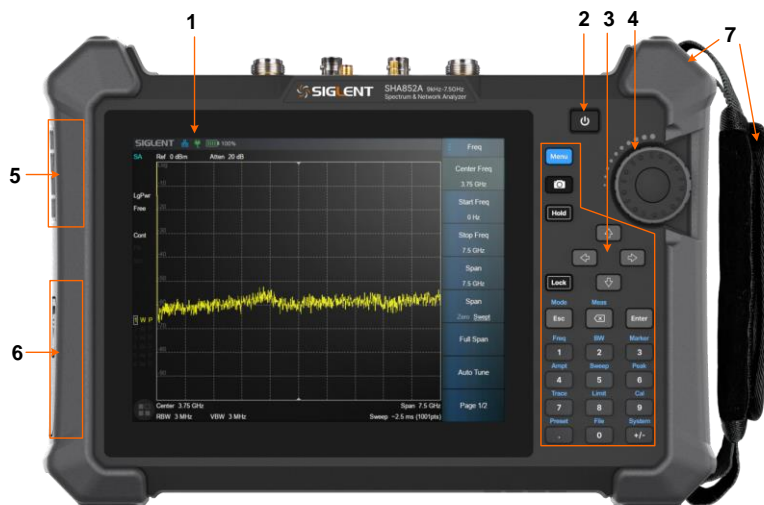 1
2 3 4
7
SIGLENT SHA852A 9kHz-7.5GHz
Spectrum & Network Analyzer
SIGLENT 100% Freq
SA Ref 0 dBm Atten 20 dB
Center Freq
3.75 GHz
LgPwr
Free
Cont
Start Freq
0 Hz
Stop Freq
7.5 GHz
Span
7.5 GHz
Span
Zero Swept
W P
Full Span
Auto Tune
Page 1/2
Center 3.75 GHz Span 7.5 GHz
RBW 3 MHz VBW 3 MHz Sweep ~2.5 ms (1001pts)
Menu
Hold
Lock
Mode Meas
Esc Enter
Freq BW Marker
1 2 3
Ampt Sweep Peak
4 5 6
Trace Limit Cal
7 8 9
Preset File System
. 0 +/-
5
6